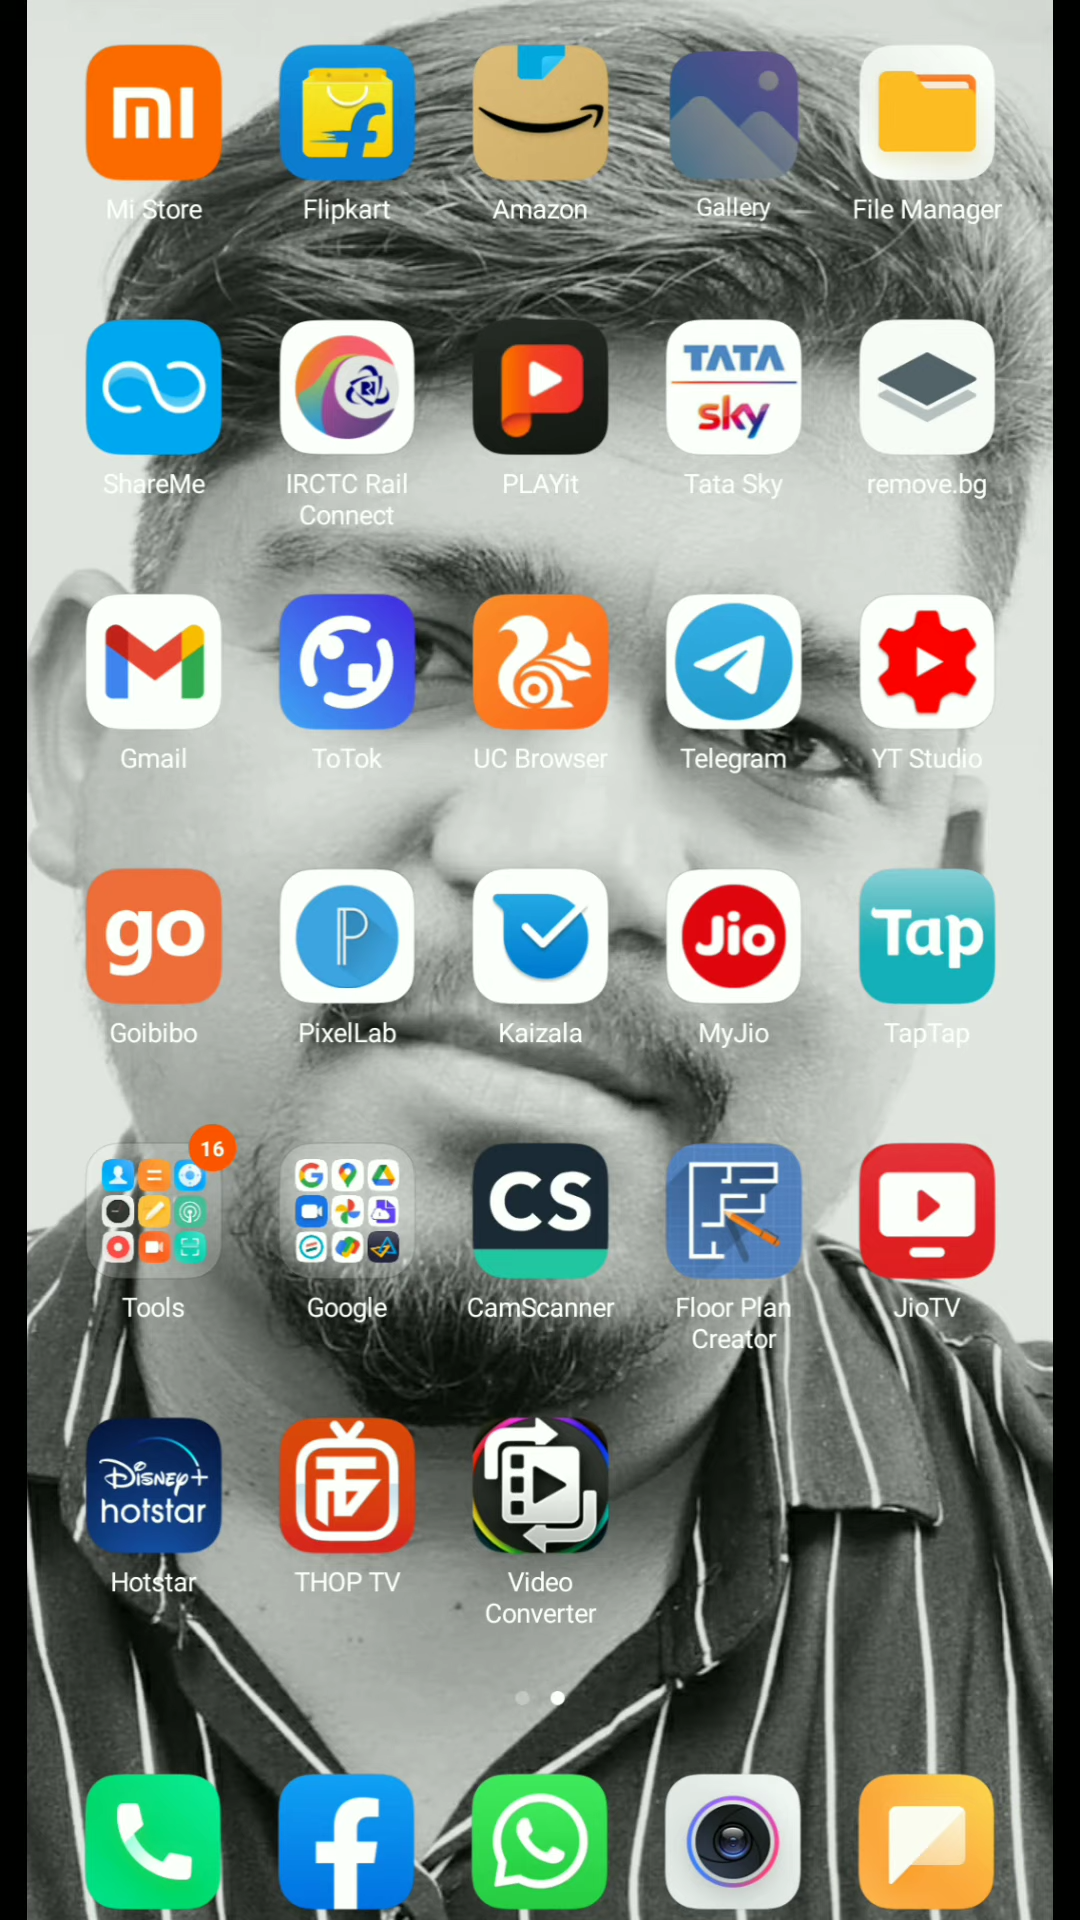 mi
Mi Store
Flipkart
Amazon
Gallery
File Manager
TATA
sky
ShareMe
IRCTC Rail
Connect
PLAYit
Tata Sky
remove.bg
Gmail
ToTok
UC Browser
Telegram
YT Studio
go
P
Jio
Tap
Goibibo
PixelLab
Kaizala
MyJio
TapTap
16
CS
Tools
Google
CamScanner
Floor Plan
Creator
JioTV
Disney+
hotstar
Hotstar
THOP TV
Video
Converter